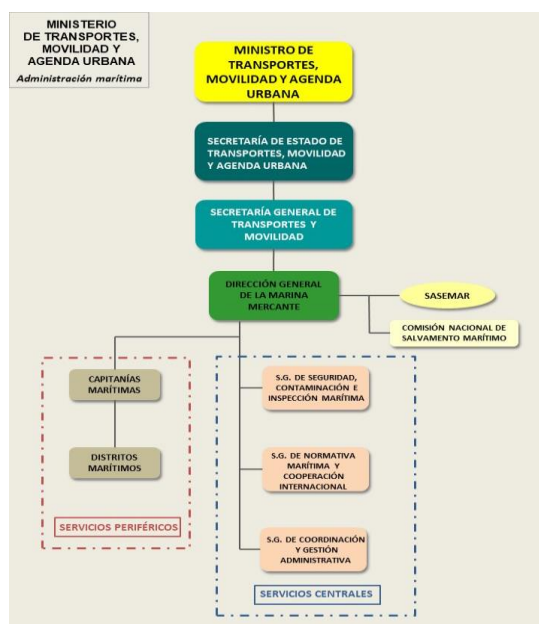 MINISTERIO
DE TRANSPORTES,
MOVILIDAD Y
AGENDA URBANA
Administración marítima
MINISTRO DE
TRANSPORTES,
MOVILIDAD Y AGENDA
URBANA
SECRETARÍA DE ESTADO DE
TRANSPORTES, MOVILIDAD
Y AGENDA URBANA
SECRETARÍA GENERAL DE
TRANSPORTES Y
MOVILIDAD
DIRECCIÓN GENERAL
DE LA MARINA
MERCANTE
SASEMAR
COMISIÓN NACIONAL DE
SALVAMENTO MARÍTIMO
CAPITANÍAS
MARÍTIMAS
DISTRITOS
MARÍTIMOS
SERVICIOS PERIFÉRICOS
S.G. DE SEGURIDAD,
CONTAMINACIÓN E
INSPECCIÓN MARÍTIMA
S.G. DE NORMATIVA
MARÍTIMA Y
COOPERACIÓN
INTERNACIONAL
S.G. DE COORDINACIÓN
Y GESTIÓN
ADMINISTRATIVA
SERVICIOS CENTRALES